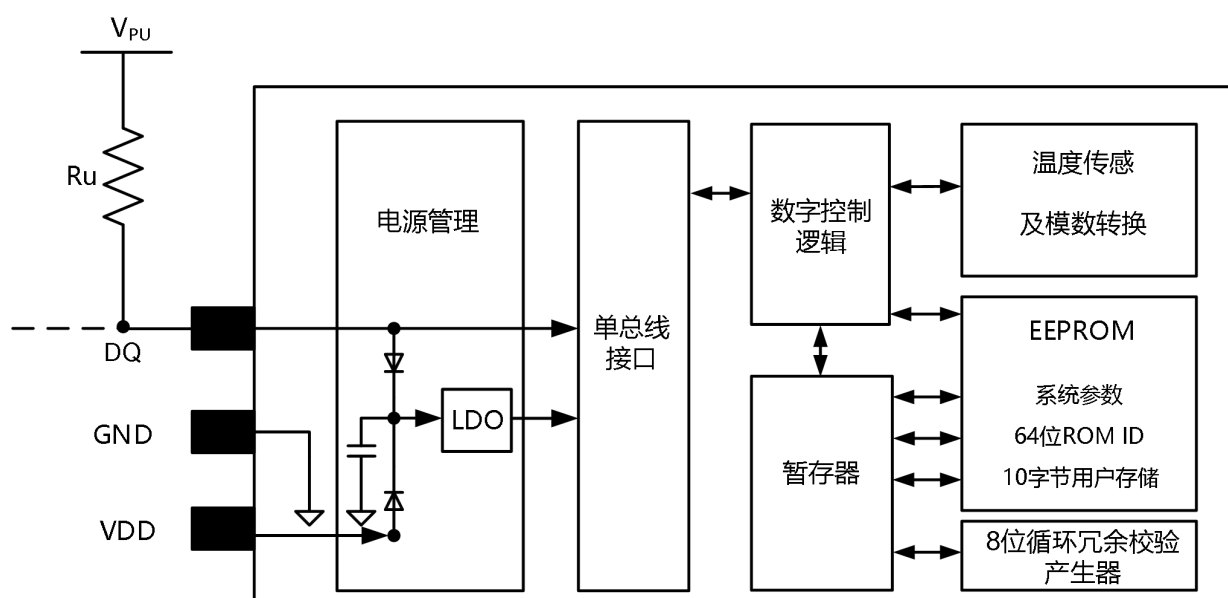 VPU
Ru
DQ
GND
VDD
电源管理
LDO
单总线
接口
数字控制
逻辑
暂存器
温度传感
及模数转换
EEPROM
系统参数
64位ROM ID
10字节用户存储
8位循环冗余校验
产生器